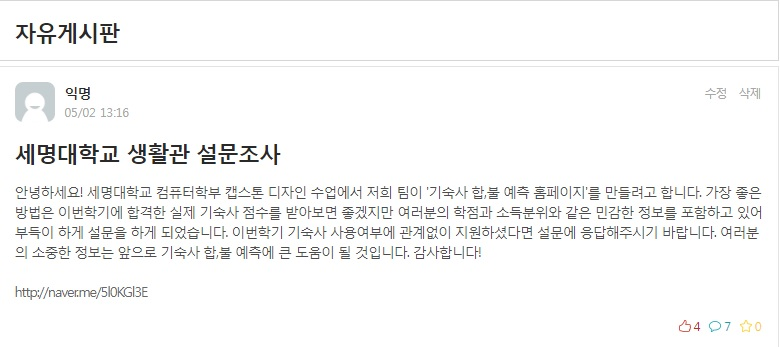 자유게시판
익명
05/02 13:16
수정 삭제
세명대학교 생활관 설문조사
안녕하세요! 세명대학교 컴퓨터학부 캡스톤 디자인 수업에서 저희 팀이 '기숙사 합,불 예측 홈페이지'를 만들려고 합니다. 가장 좋은
방법은 이번학기에 합격한 실제 기숙사 점수를 받아보면 좋겠지만 여러분의 학점과 소득분위와 같은 민감한 정보를 포함하고 있어
부득이 하게 설문을 하게 되었습니다. 이번학기 기숙사 사용여부에 관계없이 지원하셨다면 설문에 응답해주시기 바랍니다. 여러분
의 소중한 정보는 앞으로 기숙사 합,불 예측에 큰 도움이 될 것입니다. 감사합니다!
http://naver.me/5l0KGl3E
4 7 0